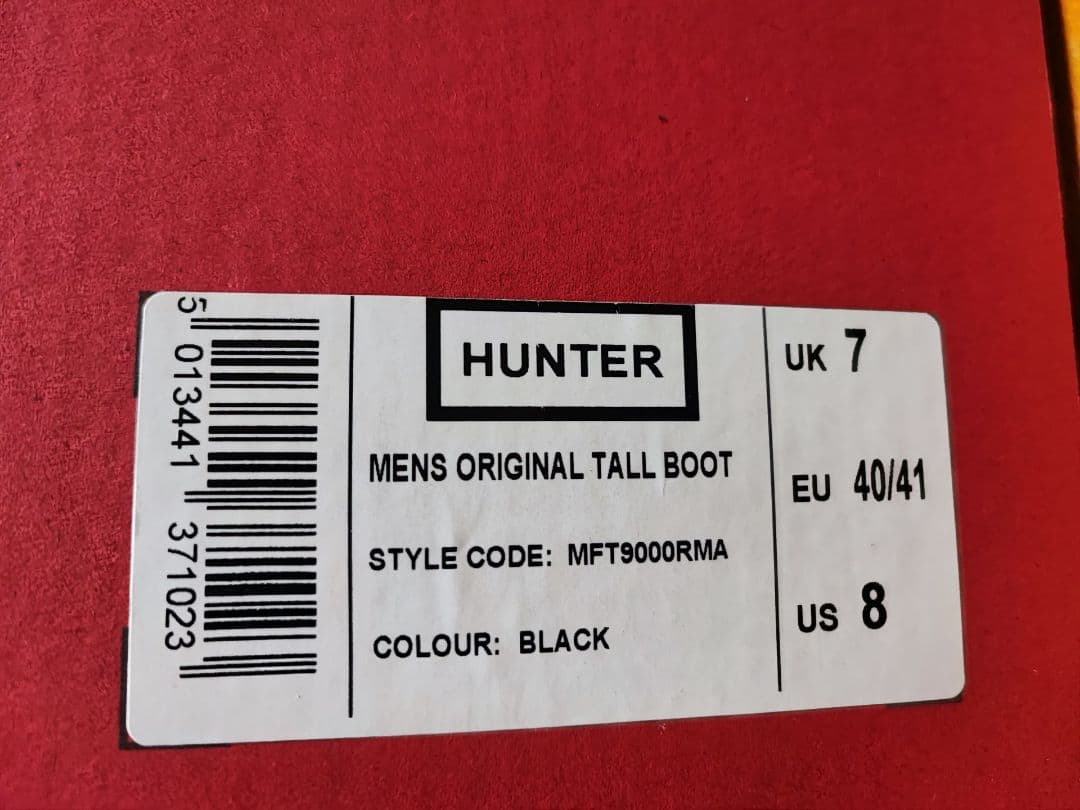 5 013441 371023
HUNTER
MENS ORIGINAL TALL BOOT
STYLE CODE: MFT9000RMA
COLOUR: BLACK
UK 7
EU 40/41
US 8